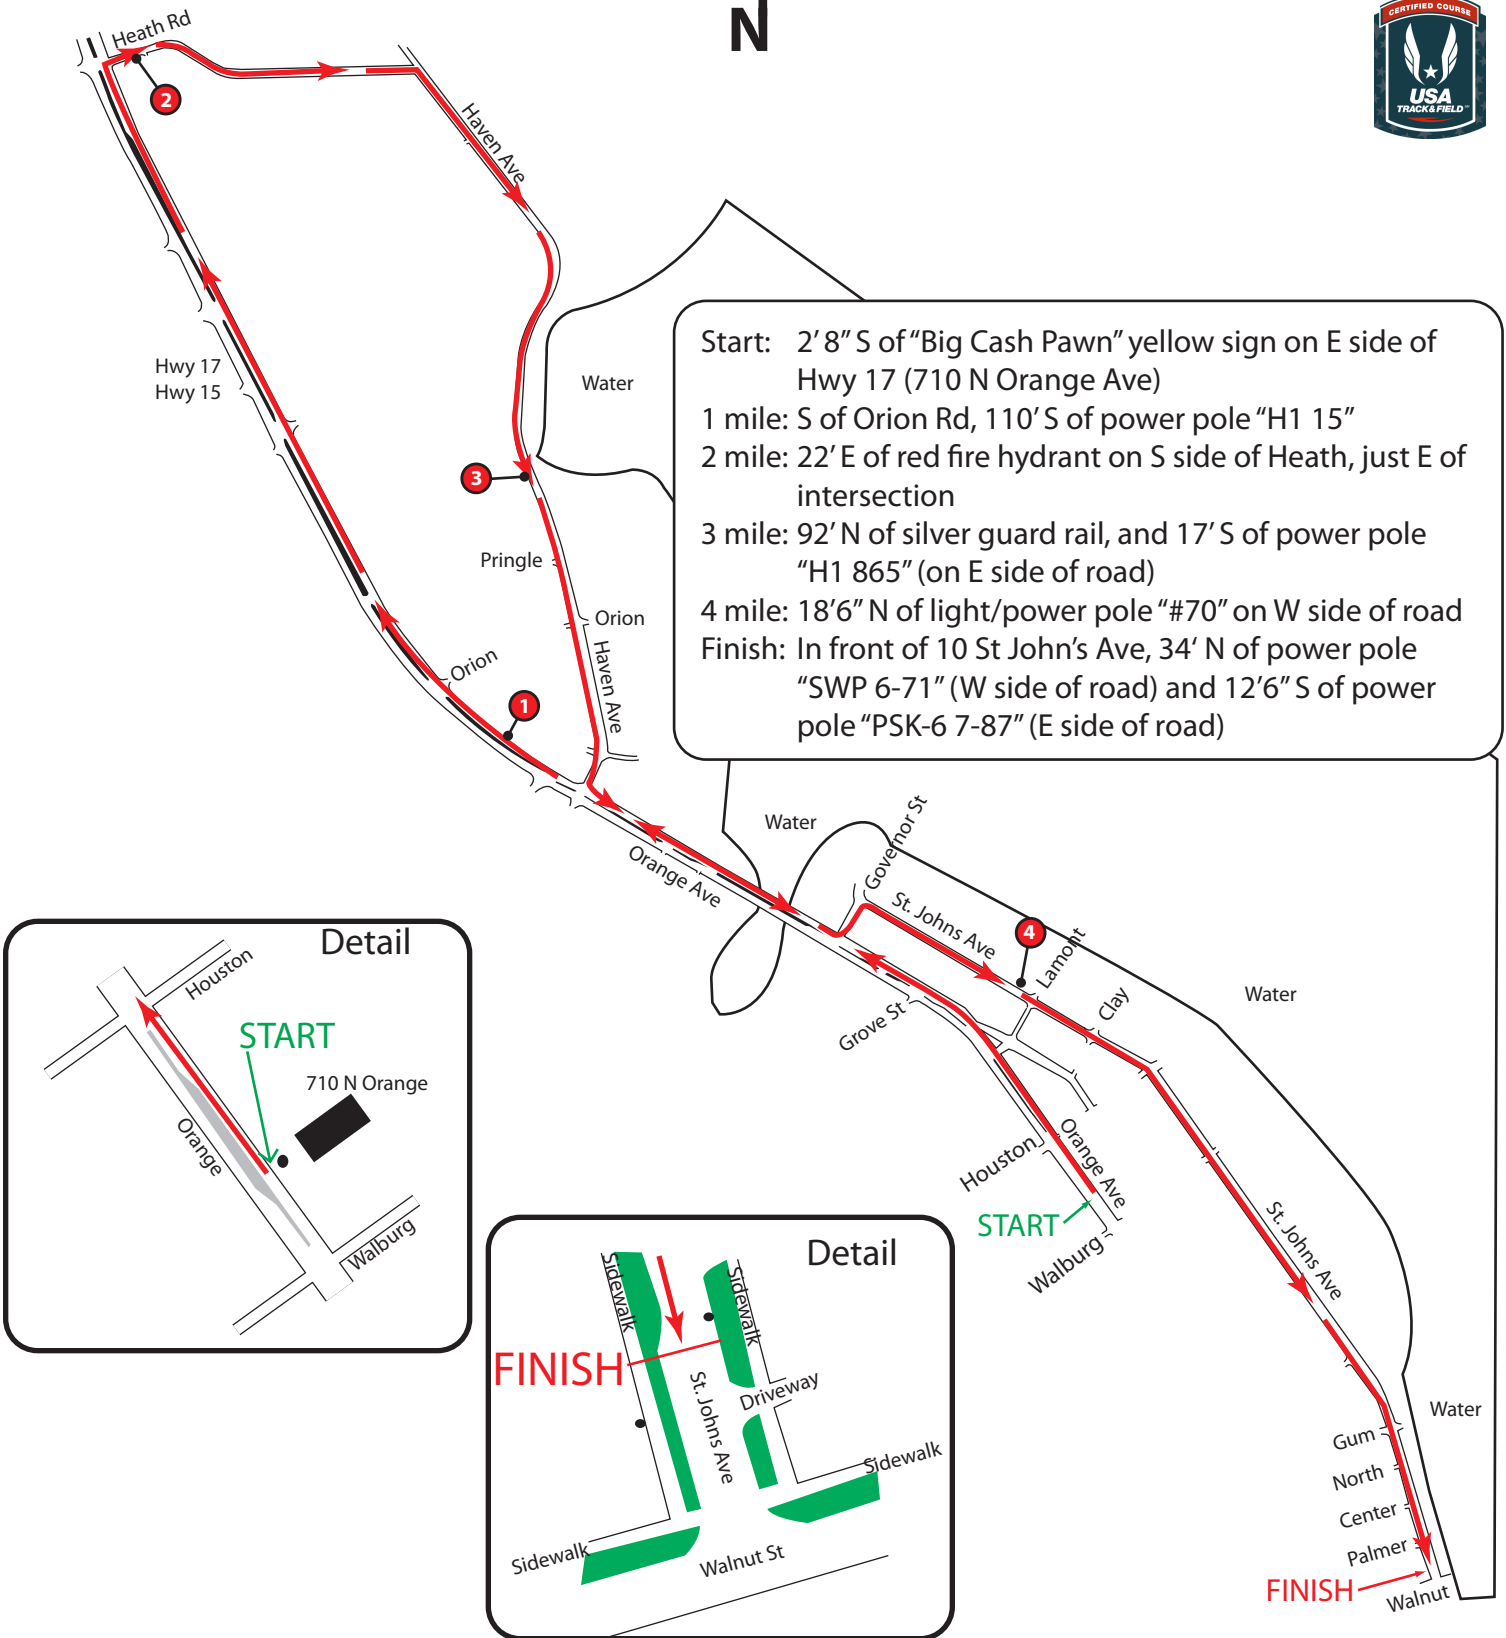 N
CERTIFIED COURSE
USA
TRACK & FIELD
Heath Rd
2
Haven Ave
Hwy 17
Hwy 15
Water
Start: 2' 8" S of "Big Cash Pawn" yellow sign on E side of
Hwy 17 (710 N Orange Ave)
1 mile: S of Orion Rd, 110' S of power pole "H1 15"
2 mile: 22' E of red fire hydrant on S side of Heath, just E of
intersection
3 mile: 92' N of silver guard rail, and 17' S of power pole
"H1 865" (on E side of road)
4 mile: 18'6" N of light/power pole "#70" on W side of road
Finish: In front of 10 St John's Ave, 34' N of power pole
"SWP 6-71" (W side of road) and 12'6" S of power
pole "PSK-6 7-87" (E side of road)
3
Pringle
Orion
Haven Ave
Orion
1
Water
Orange Ave
Governor St
St. Johns Ave
4
Lamont
Clay
Water
Grove St
Houston
Orange Ave
START
Walburg
St. Johns Ave
Water
Gum
North
Center
Palmer
FINISH
Walnut
Detail
Houston
START
710 N Orange
Orange
Walburg
Detail
Sidewalk
Sidewalk
FINISH
St. Johns Ave
Driveway
Sidewalk
Sidewalk
Walnut St